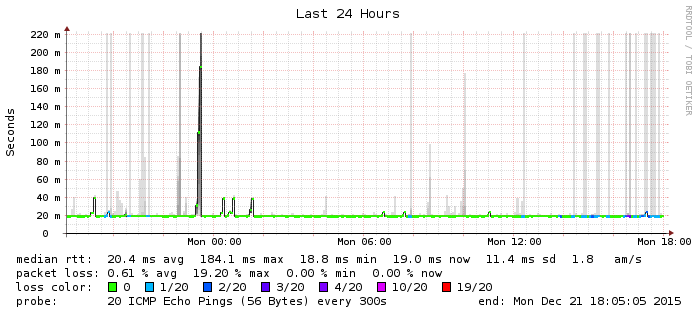 Last 24 Hours
RRDTOOL / TOBI OETIKER
Seconds
220 m
200 m
180 m
160 m
140 m
120 m
100 m
80 m
60 m
40 m
20 m
0
Mon 00:00 Mon 06:00 Mon 12:00 Mon 18:00
median rtt: 20.4 ms avg 184.1 ms max 18.8 ms min 19.0 ms now 11.4 ms sd 1.8 am/s
packet loss: 0.61 % avg 19.20 % max 0.00 % min 0.00 % now
loss color: 0 1/20 2/20 3/20 4/20 10/20 19/20
probe: 20 ICMP Echo Pings (56 Bytes) every 300s end: Mon Dec 21 18:05:05 2015